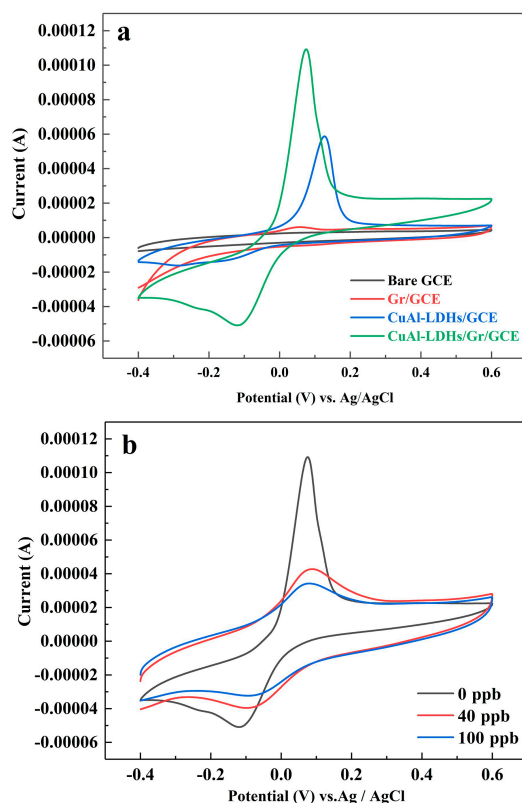 a
0.00012
0.00010
0.00008
0.00006
0.00004
0.00002
0.00000
-0.00002
-0.00004
-0.00006
Current (A)
Bare GCE
Gr/GCE
CuAl-LDHs/GCE
CuAl-LDHs/Gr/GCE
-0.4 -0.2 0.0 0.2 0.4 0.6
Potential (V) vs. Ag/AgCl
b
0.00012
0.00010
0.00008
0.00006
0.00004
0.00002
0.00000
-0.00002
-0.00004
-0.00006
Current (A)
0 ppb
40 ppb
100 ppb
-0.4 -0.2 0.0 0.2 0.4 0.6
Potential (V) vs.Ag / AgCl